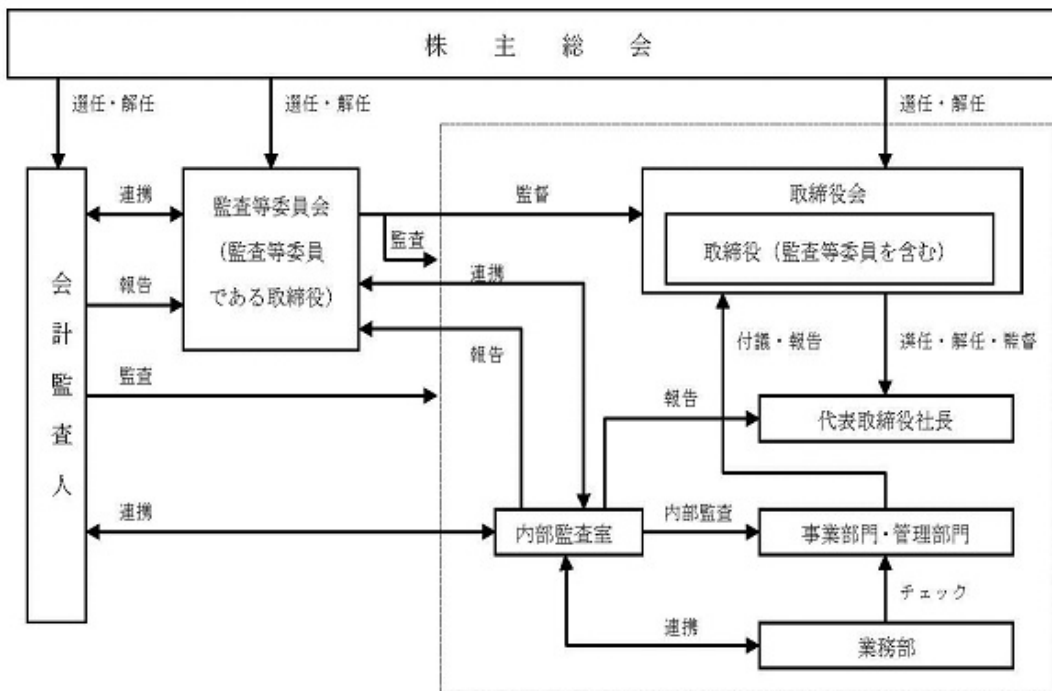 株 主 総 会
選任・解任
選任・解任
選任・解任
連携
監査等委員会
(監査等委員
である取締役)
監督
監査
取締役会
取締役(監査等委員を含む)
会計監査人
報告
連携
報告
付議・報告
選任・解任・監督
監査
報告
代表取締役社長
連携
内部監査室
内部監査
事業部門・管理部門
チェック
連携
業務部